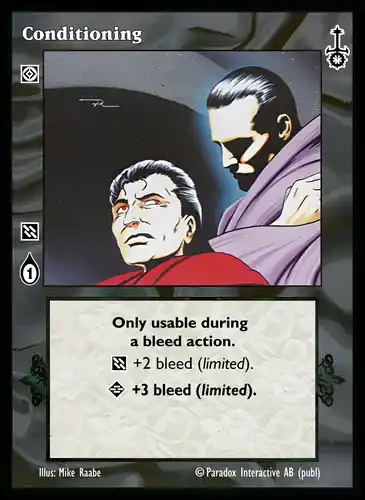 Conditioning
1
Only usable during
a bleed action.
+2 bleed (limited).
+3 bleed (limited).
Illus: Mike Raabe
© Paradox Interactive AB (publ)